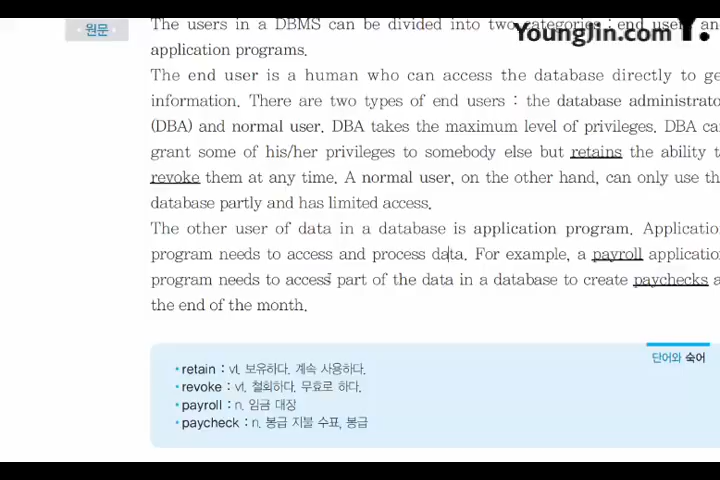 원문
The users in a DBMS can be divided into two categories : end users an
YoungJin.com Y.
application programs.
The end user is a human who can access the database directly to ge
information. There are two types of end users : the database administrato
(DBA) and normal user. DBA takes the maximum level of privileges. DBA ca
grant some of his/her privileges to somebody else but retains the ability t
revoke them at any time. A normal user, on the other hand, can only use th
database partly and has limited access.
The other user of data in a database is application program. Applicatio
program needs to access and process data. For example, a payroll applicatio
program needs to access part of the data in a database to create paychecks a
the end of the month.
단어와 숙어
• retain : vt. 보유하다. 계속 사용하다.
• revoke : vt. 철회하다. 무효로 하다.
• payroll : n. 임금 대장
• paycheck : n. 봉급 지불 수표, 봉급